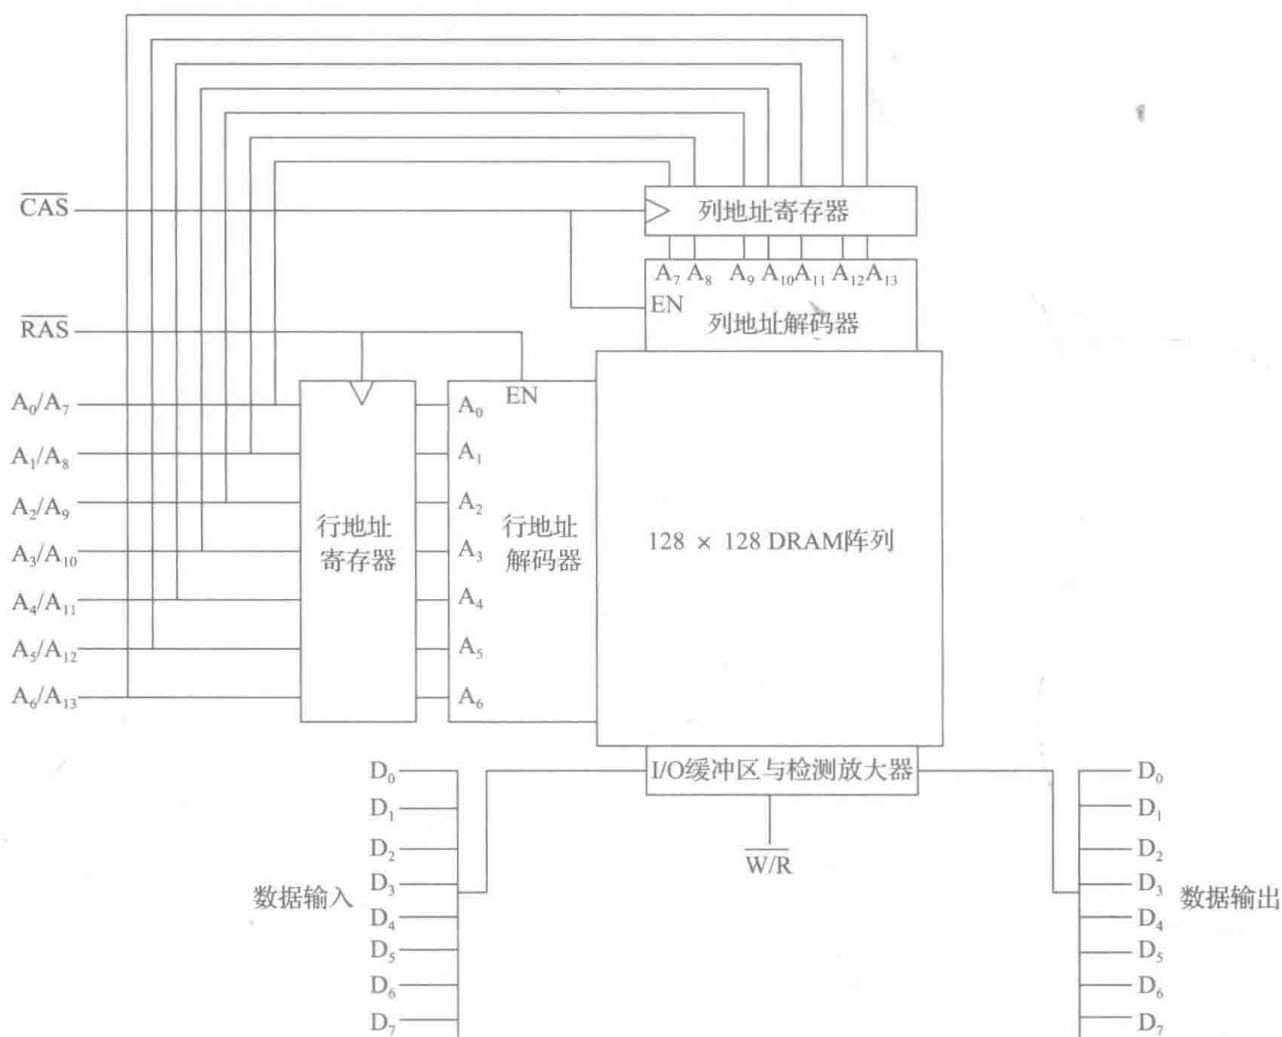 CAS
列地址寄存器
A₇ A₈ A₉ A₁₀ A₁₁ A₁₂ A₁₃
EN
列地址解码器
RAS
EN
A₀/A₇
A₁/A₈
A₂/A₉
A₃/A₁₀
A₄/A₁₁
A₅/A₁₂
A₆/A₁₃
行地址
寄存器
A₀
A₁
A₂
A₃
A₄
A₅
A₆
行地址
解码器
128 × 128 DRAM阵列
I/O缓冲区与检测放大器
W/R
数据输入
D₀
D₁
D₂
D₃
D₄
D₅
D₆
D₇
D₀
D₁
D₂
D₃
D₄
D₅
D₆
D₇
数据输出